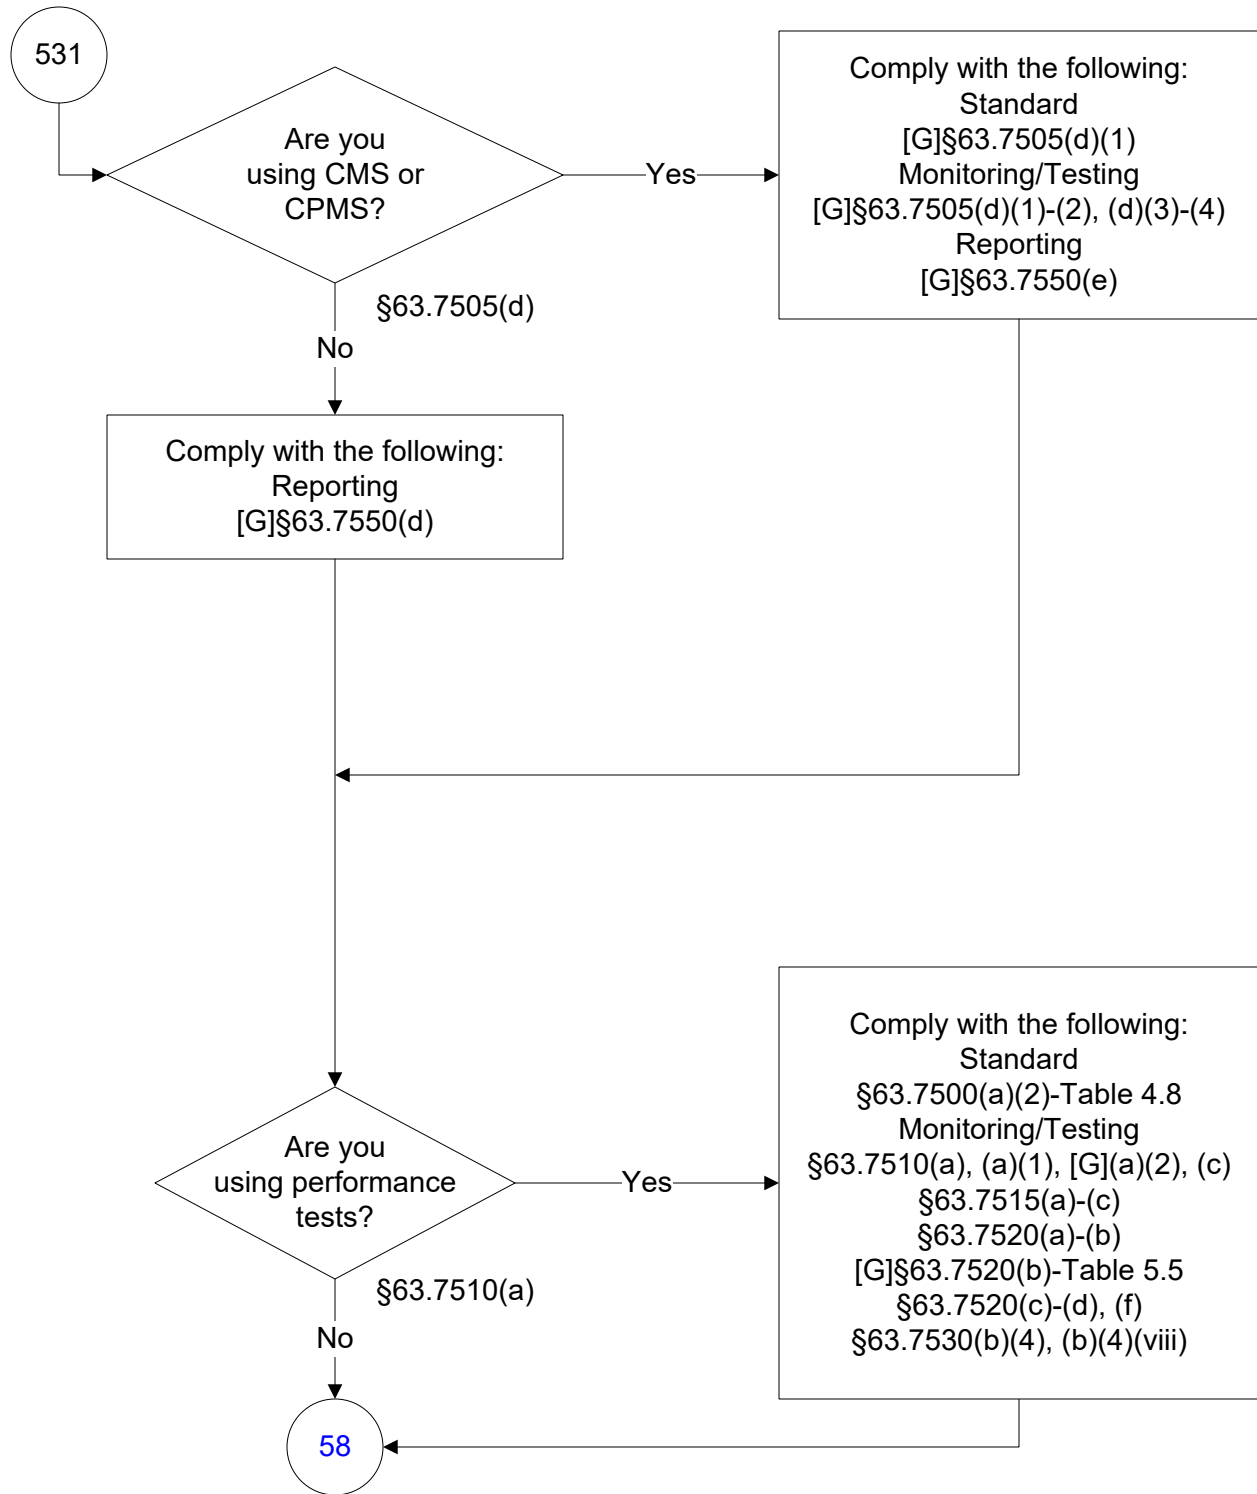 531
Are you
using CMS or
CPMS?
Yes
Comply with the following:
Standard
[G]§63.7505(d)(1)
Monitoring/Testing
[G]§63.7505(d)(1)-(2), (d)(3)-(4)
Reporting
[G]§63.7550(e)
§63.7505(d)
No
Comply with the following:
Reporting
[G]§63.7550(d)
Are you
using performance
tests?
Yes
Comply with the following:
Standard
§63.7500(a)(2)-Table 4.8
Monitoring/Testing
§63.7510(a), (a)(1), [G](a)(2), (c)
§63.7515(a)-(c)
§63.7520(a)-(b)
[G]§63.7520(b)-Table 5.5
§63.7520(c)-(d), (f)
§63.7530(b)(4), (b)(4)(viii)
§63.7510(a)
No
58